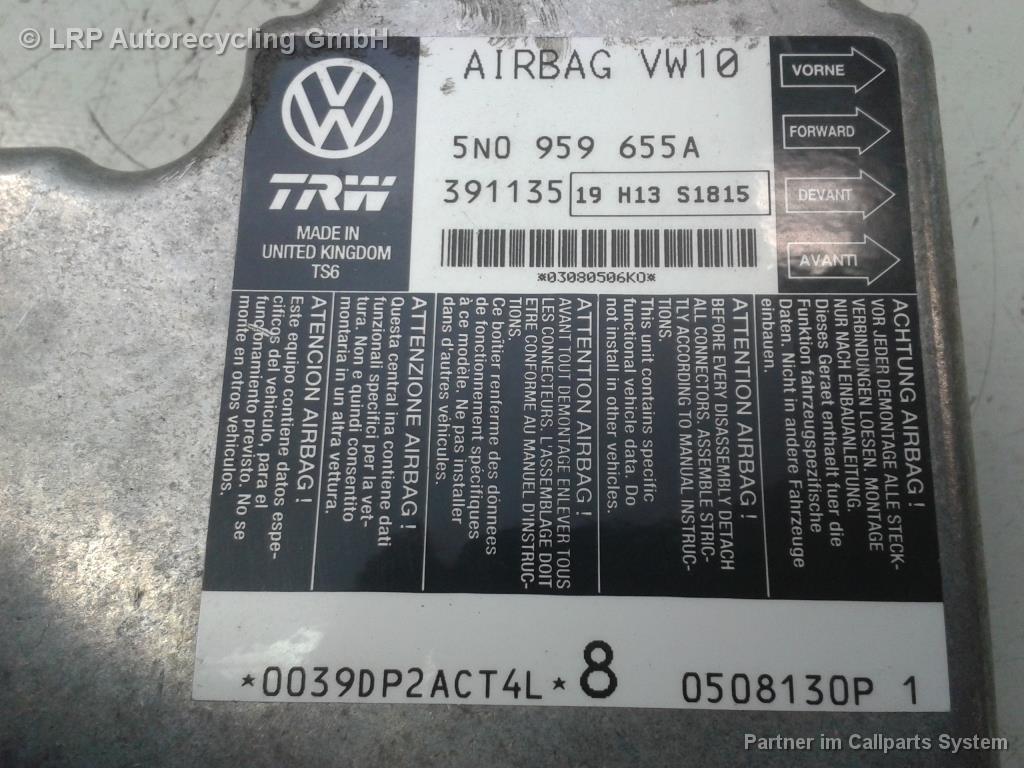 © LRP Autorecycling GmbH
AIRBAG VW10
VW
TRW
MADE IN
UNITED KINGDOM
TS6
5N0 959 655A
391135 19 H13 S1815
*03080506KO*
VORNE
FORWARD
DEVANT
AVANTI
ACHTUNG AIRBAG!
VOR JEDER DEMONTAGE ALLE STECK-
VERBINDUNGEN LOESEN. MONTAGE
NUR NACH EINBAUANLEITUNG.
Dieses Geraet enthaelt fuer die
Funktion fahrzeugspezifische
Daten. Nicht in andere Fahrzeuge
einbauen.
ATTENTION AIRBAG!
BEFORE EVERY DISASSEMBLY DETACH
ALL CONNECTORS. ASSEMBLE STRIC-
TLY ACCORDING TO MANUAL INSTRUC-
TIONS.
This unit contains specific
functional vehicle data. Do
not install in other vehicles.
ATTENTION AIRBAG!
AVANT TOUT DEMONTAGE ENLEVER TOUS
LES CONNECTEURS. L'ASSEMBLAGE DOIT
ETRE CONFORME AU MANUEL D'INSTRUC-
TIONS.
Ce boîtier renferme des données
de fonctionnement spécifiques
à ce modèle. Ne pas installer
dans d'autres véhicules.
ATTENZIONE AIRBAG!
Questa centralina contiene dati
funzionali specifici per la vet-
tura. Non e quindi consentito
montarla in un altra vettura.
ATENCION AIRBAG!
Este equipo contiene datos espe-
cificos del vehiculo, para el
funcionamiento previsto. No se
monte en otros vehiculos.
*0039DP2ACT4L* 8 0508130P 1
Partner im Callparts System